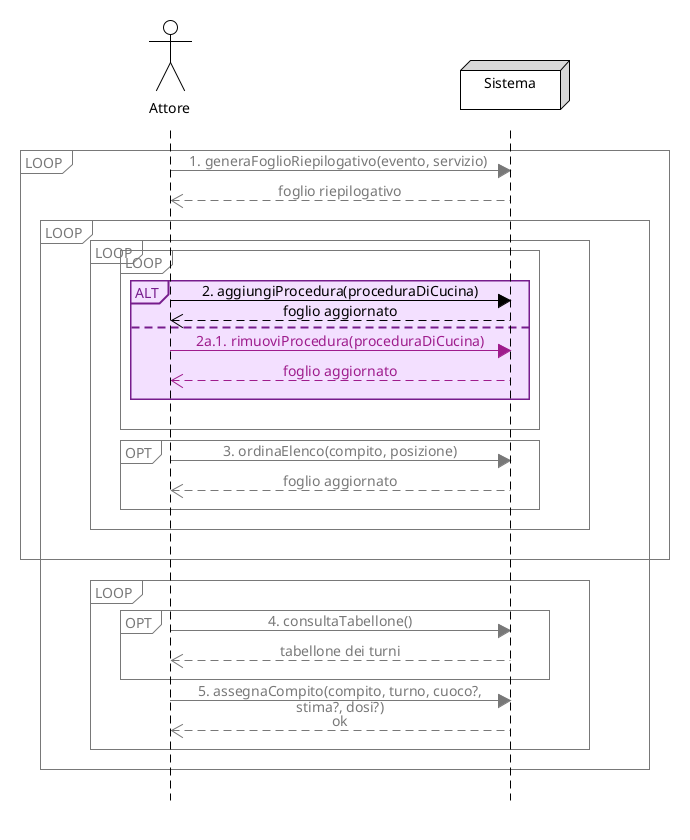 Attore
Sistema
LOOP
1. generaFoglioRiepilogativo(evento, servizio)
foglio riepilogativo
LOOP
LOOP
LOOP
ALT
2. aggiungiProcedura(proceduraDiCucina)
foglio aggiornato
2a.1. rimuoviProcedura(proceduraDiCucina)
foglio aggiornato
OPT
3. ordinaElenco(compito, posizione)
foglio aggiornato
LOOP
OPT
4. consultaTabellone()
tabellone dei turni
5. assegnaCompito(compito, turno, cuoco?,
stima?, dosi?)
ok